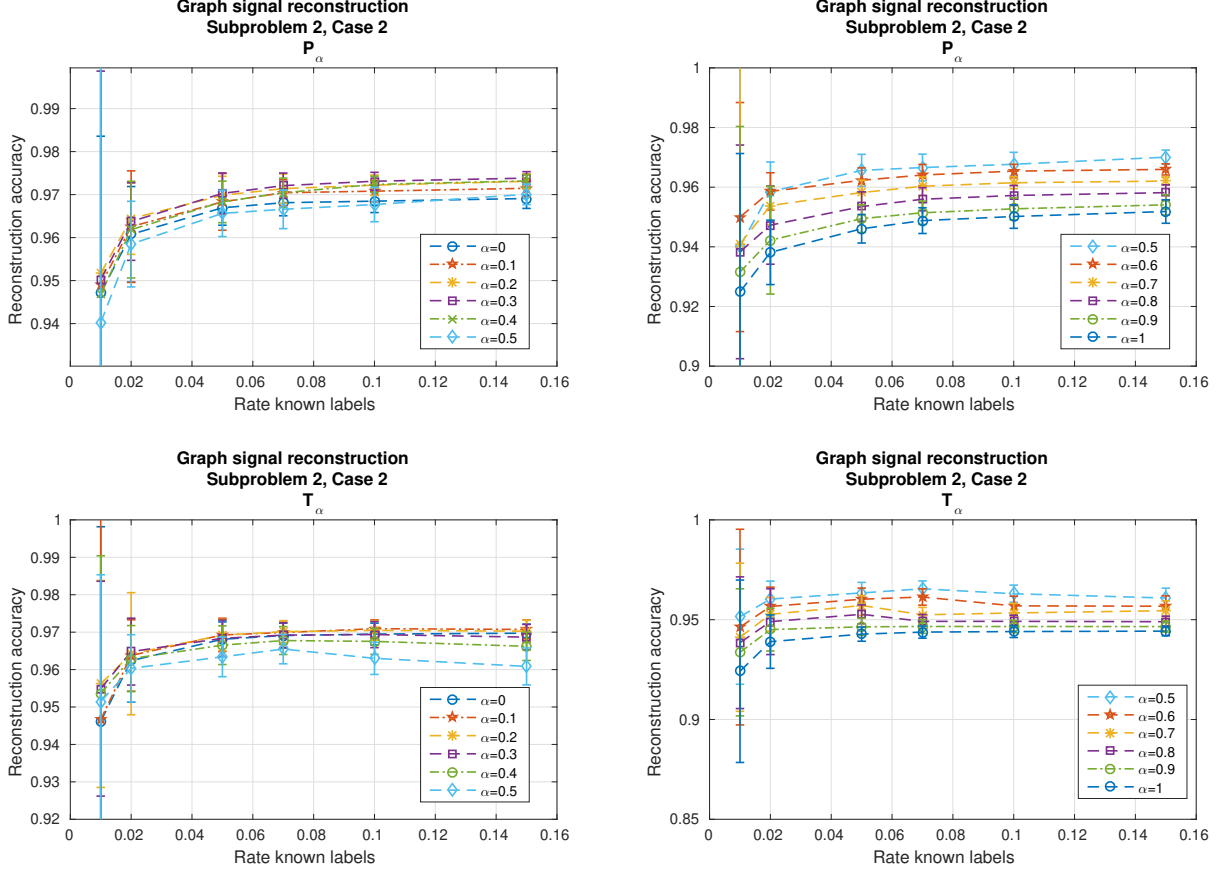 Graph signal reconstruction
Subproblem 2, Case 2
P_α
Reconstruction accuracy
0.99
0.98
0.97
0.96
0.95
0.94
0 0.02 0.04 0.06 0.08 0.1 0.12 0.14 0.16
Rate known labels
α=0
α=0.1
α=0.2
α=0.3
α=0.4
α=0.5
Graph signal reconstruction
Subproblem 2, Case 2
P_α
Reconstruction accuracy
1
0.98
0.96
0.94
0.92
0.9
0 0.02 0.04 0.06 0.08 0.1 0.12 0.14 0.16
Rate known labels
α=0.5
α=0.6
α=0.7
α=0.8
α=0.9
α=1
Graph signal reconstruction
Subproblem 2, Case 2
T_α
Reconstruction accuracy
1
0.99
0.98
0.97
0.96
0.95
0.94
0.93
0.92
0 0.02 0.04 0.06 0.08 0.1 0.12 0.14 0.16
Rate known labels
α=0
α=0.1
α=0.2
α=0.3
α=0.4
α=0.5
Graph signal reconstruction
Subproblem 2, Case 2
T_α
Reconstruction accuracy
1
0.95
0.9
0.85
0 0.02 0.04 0.06 0.08 0.1 0.12 0.14 0.16
Rate known labels
α=0.5
α=0.6
α=0.7
α=0.8
α=0.9
α=1